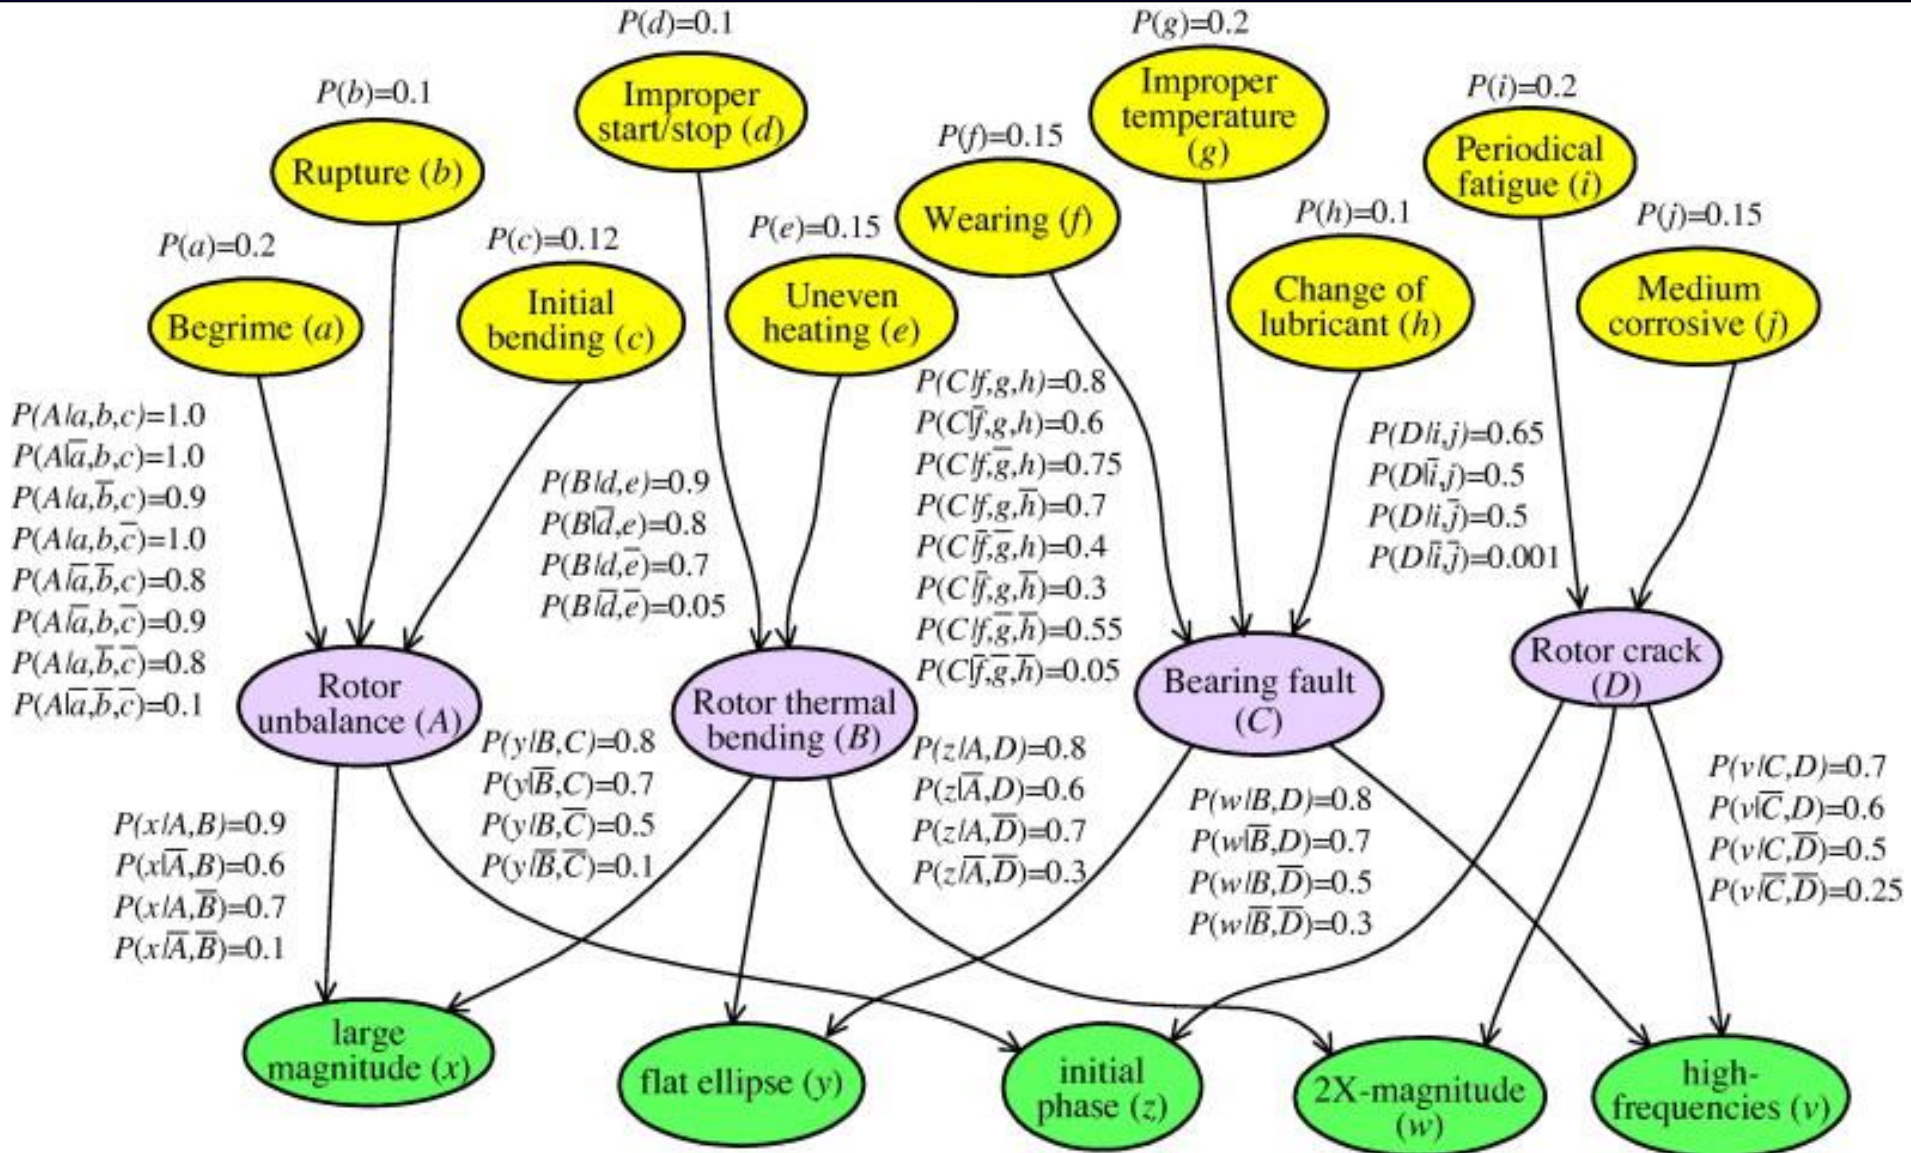 P(d)=0.1
P(g)=0.2
P(b)=0.1
P(i)=0.2
Improper
start/stop (d)
Improper
temperature
(g)
P(f)=0.15
Rupture (b)
Periodical
fatigue (i)
Wearing (f)
P(a)=0.2
P(c)=0.12
P(e)=0.15
P(h)=0.1
P(j)=0.15
Begrime (a)
Initial
bending (c)
Uneven
heating (e)
Change of
lubricant (h)
Medium
corrosive (j)
P(A|a,b,c)=1.0
P(A|a̅,b,c)=1.0
P(A|a,b̅,c)=0.9
P(A|a,b,c̅)=1.0
P(A|a̅,b̅,c)=0.8
P(A|a̅,b,c̅)=0.9
P(A|a,b̅,c̅)=0.8
P(A|a̅,b̅,c̅)=0.1
P(B|d,e)=0.9
P(B|d̅,e)=0.8
P(B|d,e̅)=0.7
P(B|d̅,e̅)=0.05
P(C|f,g,h)=0.8
P(C|f̅,g,h)=0.6
P(C|f,g̅,h)=0.75
P(C|f,g,h̅)=0.7
P(C|f̅,g̅,h)=0.4
P(C|f̅,g,h̅)=0.3
P(C|f,g̅,h̅)=0.55
P(C|f̅,g̅,h̅)=0.05
P(D|i,j)=0.65
P(D|i̅,j)=0.5
P(D|i,j̅)=0.5
P(D|i̅,j̅)=0.001
Rotor
unbalance (A)
Rotor thermal
bending (B)
Bearing fault
(C)
Rotor crack
(D)
P(x|A,B)=0.9
P(x|A̅,B)=0.6
P(x|A,B̅)=0.7
P(x|A̅,B̅)=0.1
P(y|B,C)=0.8
P(y|B̅,C)=0.7
P(y|B,C̅)=0.5
P(y|B̅,C̅)=0.1
P(z|A,D)=0.8
P(z|A̅,D)=0.6
P(z|A,D̅)=0.7
P(z|A̅,D̅)=0.3
P(w|B,D)=0.8
P(w|B̅,D)=0.7
P(w|B,D̅)=0.5
P(w|B̅,D̅)=0.3
P(v|C,D)=0.7
P(v|C̅,D)=0.6
P(v|C,D̅)=0.5
P(v|C̅,D̅)=0.25
large
magnitude (x)
flat ellipse (y)
initial
phase (z)
2X-magnitude
(w)
high-
frequencies (v)